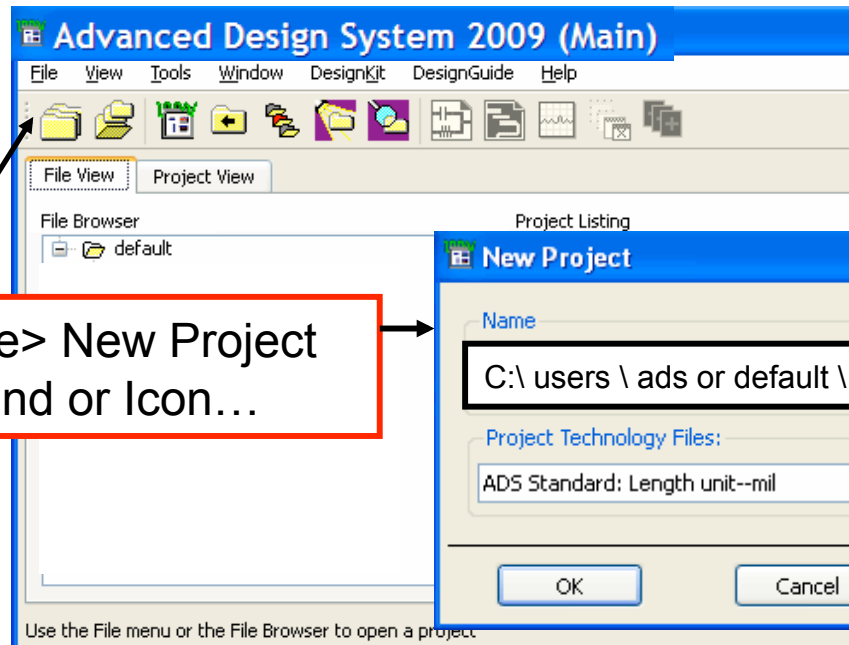 Advanced Design System 2009 (Main)
File View Tools Window DesignKit DesignGuide Help
File View Project View
File Browser Project Listing
default
New Project
Name
e> New Project
C:\ users \ ads or default \
nd or Icon…
Project Technology Files:
ADS Standard: Length unit--mil
OK Cancel
Use the File menu or the File Browser to open a project